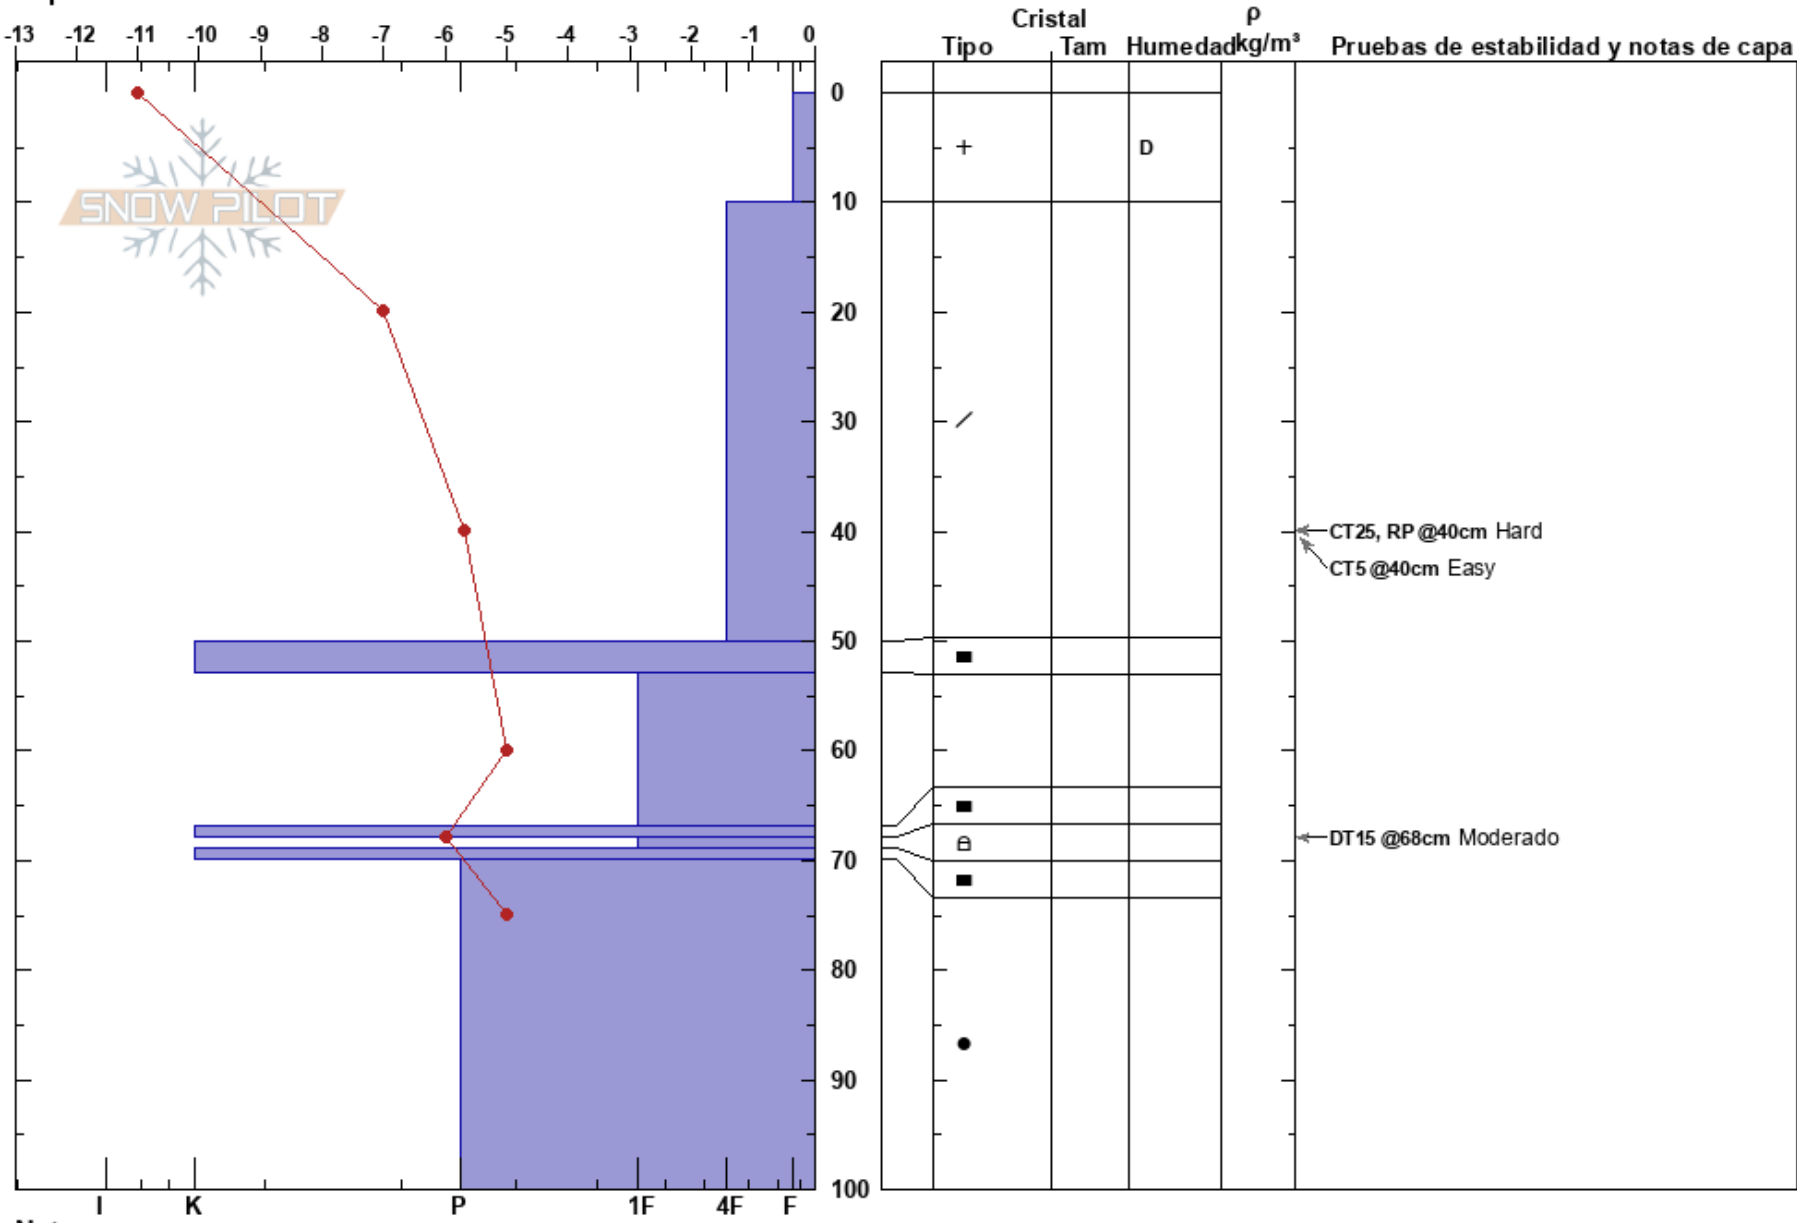 Cristal ρ
-13 -12 -11 -10 -9 -8 -7 -6 -5 -4 -3 -2 -1 0 Tipo Tam Humedad kg/m³ Pruebas de estabilidad y notas de capa
0
+ D
SNOW PILOT
10
20
30
40
CT25, RP @40cm Hard
CT5 @40cm Easy
50
60
DT15 @68cm Moderado
70
80
90
100
I K P 1F 4F F